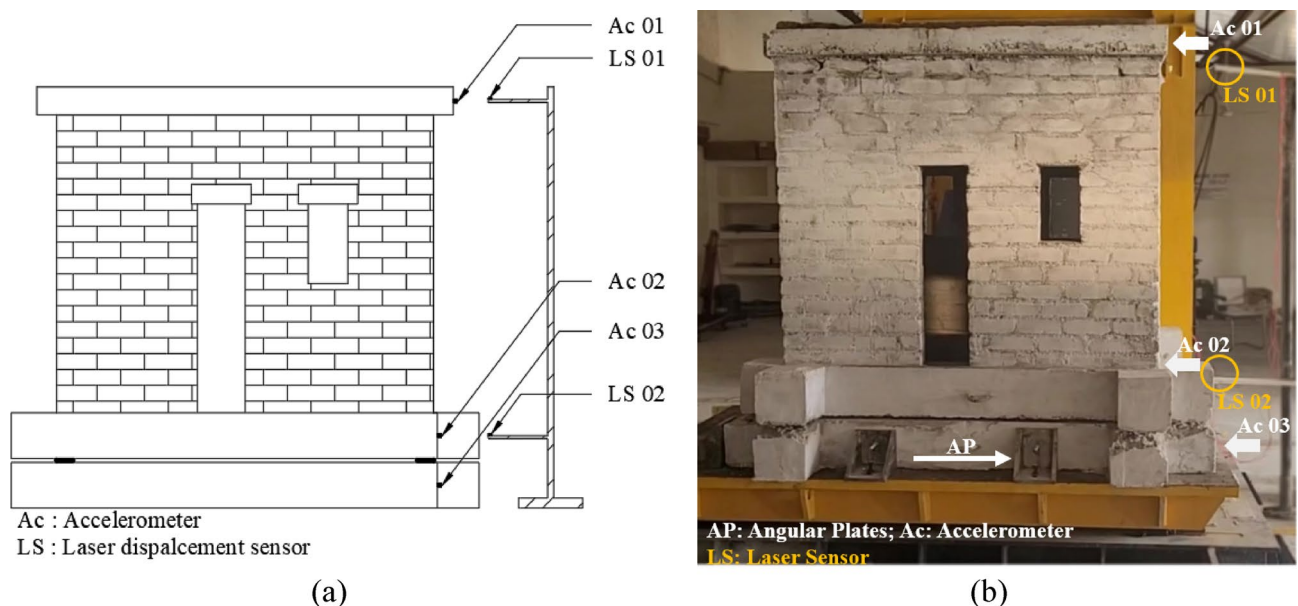 Ac 01
LS 01
Ac 02
Ac 03
LS 02
Ac : Accelerometer
LS : Laser dispalcement sensor
(a)
Ac 01
LS 01
Ac 02
LS 02
Ac 03
AP
AP: Angular Plates; Ac: Accelerometer
LS: Laser Sensor
(b)